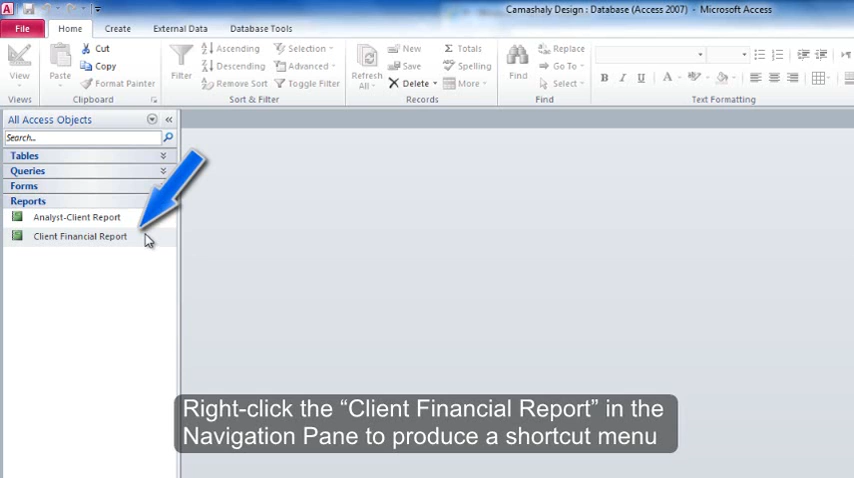 Camashaly Design : Database (Access 2007) - Microsoft Access
File Home Create External Data Database Tools
View
Views
Paste
Cut
Copy
Format Painter
Clipboard
Filter
Ascending
Descending
Remove Sort
Selection
Advanced
Toggle Filter
Sort & Filter
Refresh
All
New
Save
Delete
Totals
Spelling
More
Records
Find
Replace
Go To
Select
Find
B I U A
Text Formatting
All Access Objects
Search...
Tables
Queries
Forms
Reports
Analyst-Client Report
Client Financial Report
Right-click the “Client Financial Report” in the
Navigation Pane to produce a shortcut menu